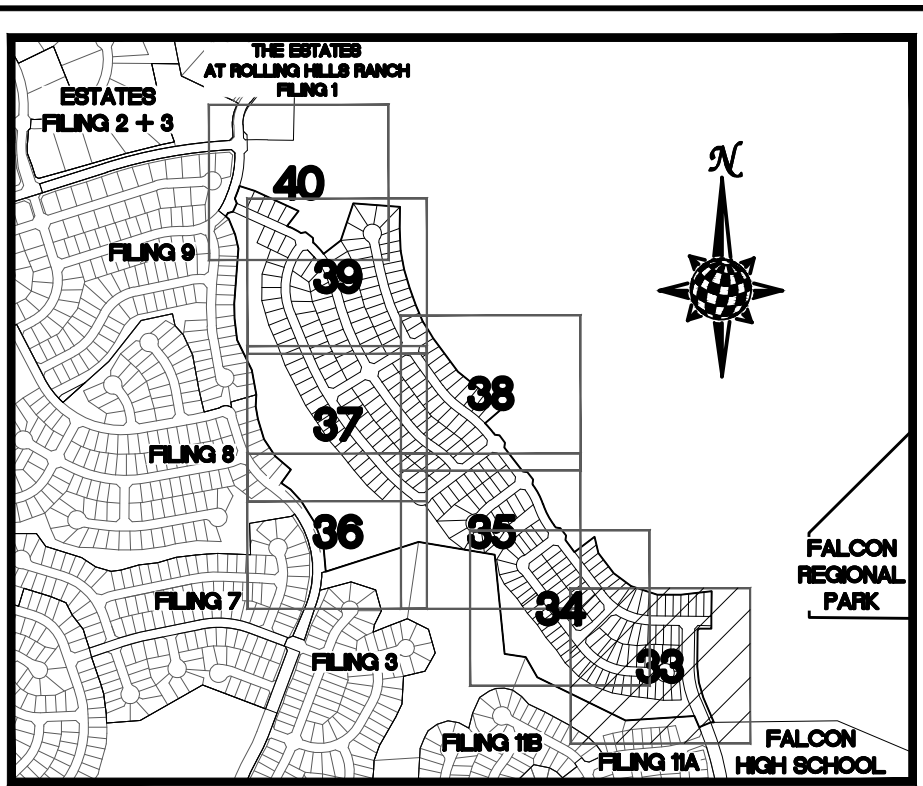 THE ESTATES
AT ROLLING HILLS RANCH
FILING 1
ESTATES
FILING 2 + 3
N
40
FILING 9
39
38
37
FILING 8
36
35
FALCON
REGIONAL
PARK
FILING 7
34
FILING 3
33
FILING 11B
FILING 11A
FALCON
HIGH SCHOOL